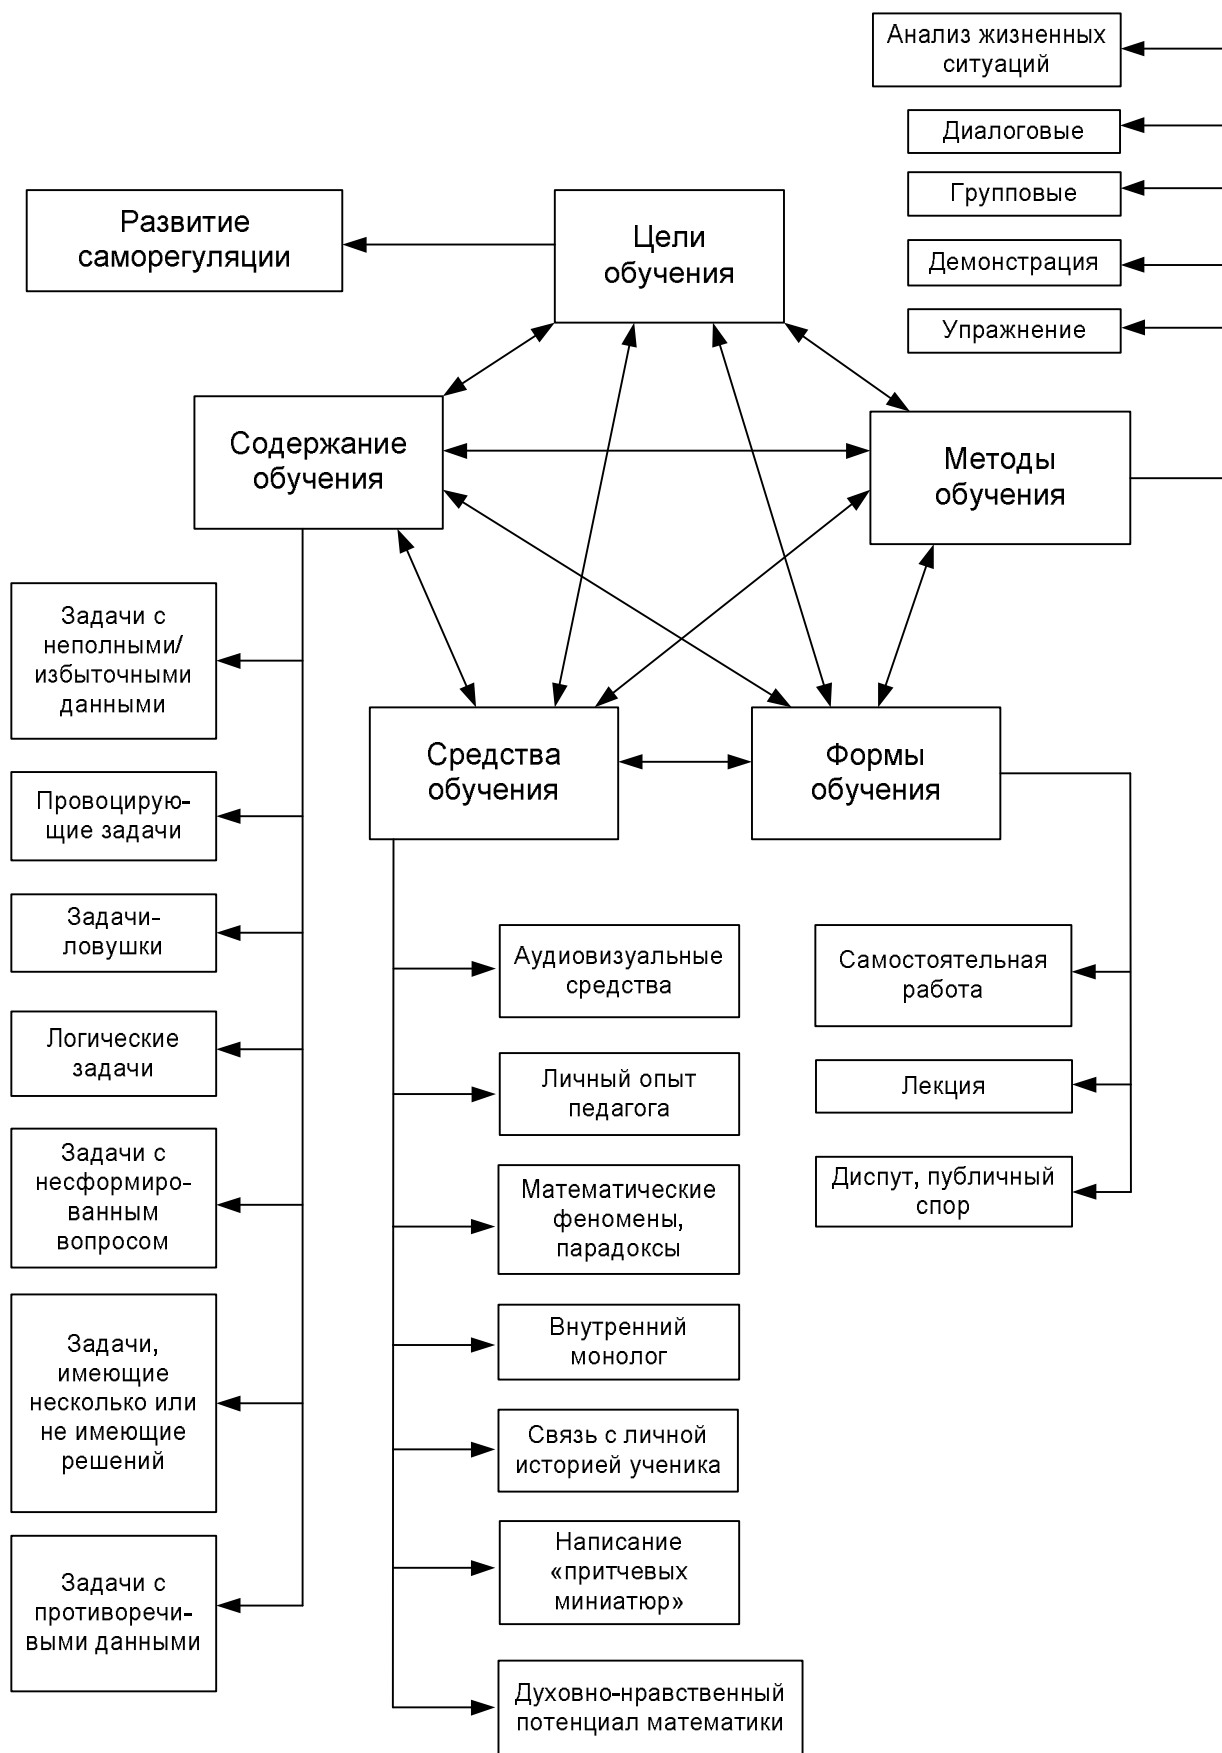 Анализ жизненных
ситуаций
Диалоговые
Групповые
Демонстрация
Упражнение
Развитие
саморегуляции
Цели
обучения
Содержание
обучения
Методы
обучения
Средства
обучения
Формы
обучения
Задачи с
неполными/
избыточными
данными
Провоцирую-
щие задачи
Задачи-
ловушки
Логические
задачи
Задачи с
несформиро-
ванным
вопросом
Задачи,
имеющие
несколько или
не имеющие
решений
Задачи с
противоречи-
выми данными
Аудиовизуальные
средства
Личный опыт
педагога
Математические
феномены,
парадоксы
Внутренний
монолог
Связь с личной
историей ученика
Написание
«притчевых
миниатюр»
Духовно-нравственный
потенциал математики
Самостоятельная
работа
Лекция
Диспут, публичный
спор